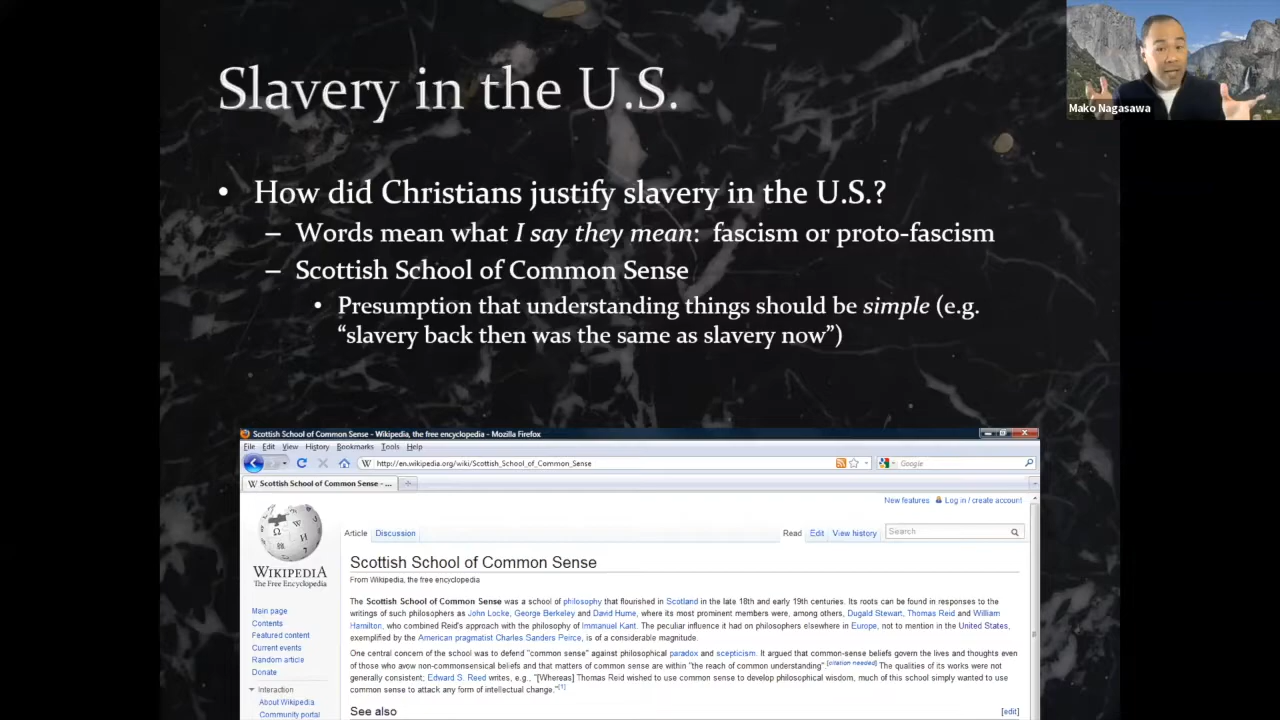 Slavery in the U.S.
Mako Nagasawa
• How did Christians justify slavery in the U.S.?
– Words mean what I say they mean: fascism or proto-fascism
– Scottish School of Common Sense
• Presumption that understanding things should be simple (e.g.
“slavery back then was the same as slavery now”)
Scottish School of Common Sense - Wikipedia, the free encyclopedia - Mozilla Firefox
File Edit View History Bookmarks Tools Help
W http://en.wikipedia.org/wiki/Scottish_School_of_Common_Sense Google
W Scottish School of Common Sense - ...
New features Log in / create account
Article Discussion Read Edit View history Search
WIKIPEDIA
The Free Encyclopedia
Main page
Contents
Featured content
Current events
Random article
Donate
Interaction
About Wikipedia
Community portal
Scottish School of Common Sense
From Wikipedia, the free encyclopedia
The Scottish School of Common Sense was a school of philosophy that flourished in Scotland in the late 18th and early 19th centuries. Its roots can be found in responses to the
writings of such philosophers as John Locke, George Berkeley and David Hume, where its most prominent members were, among others, Dugald Stewart, Thomas Reid and William
Hamilton, who combined Reid's approach with the philosophy of Immanuel Kant. The peculiar influence it had on philosophers elsewhere in Europe, not to mention in the United States,
exemplified by the American pragmatist Charles Sanders Peirce, is of a considerable magnitude.
One central concern of the school was to defend "common sense" against philosophical paradox and scepticism. It argued that common-sense beliefs govern the lives and thoughts even
of those who avow non-commonsensical beliefs and that matters of common sense are within "the reach of common understanding".[citation needed] The qualities of its works were not
generally consistent; Edward S. Reed writes, e.g., "[Whereas] Thomas Reid wished to use common sense to develop philosophical wisdom, much of this school simply wanted to use
common sense to attack any form of intellectual change."[1]
See also [edit]